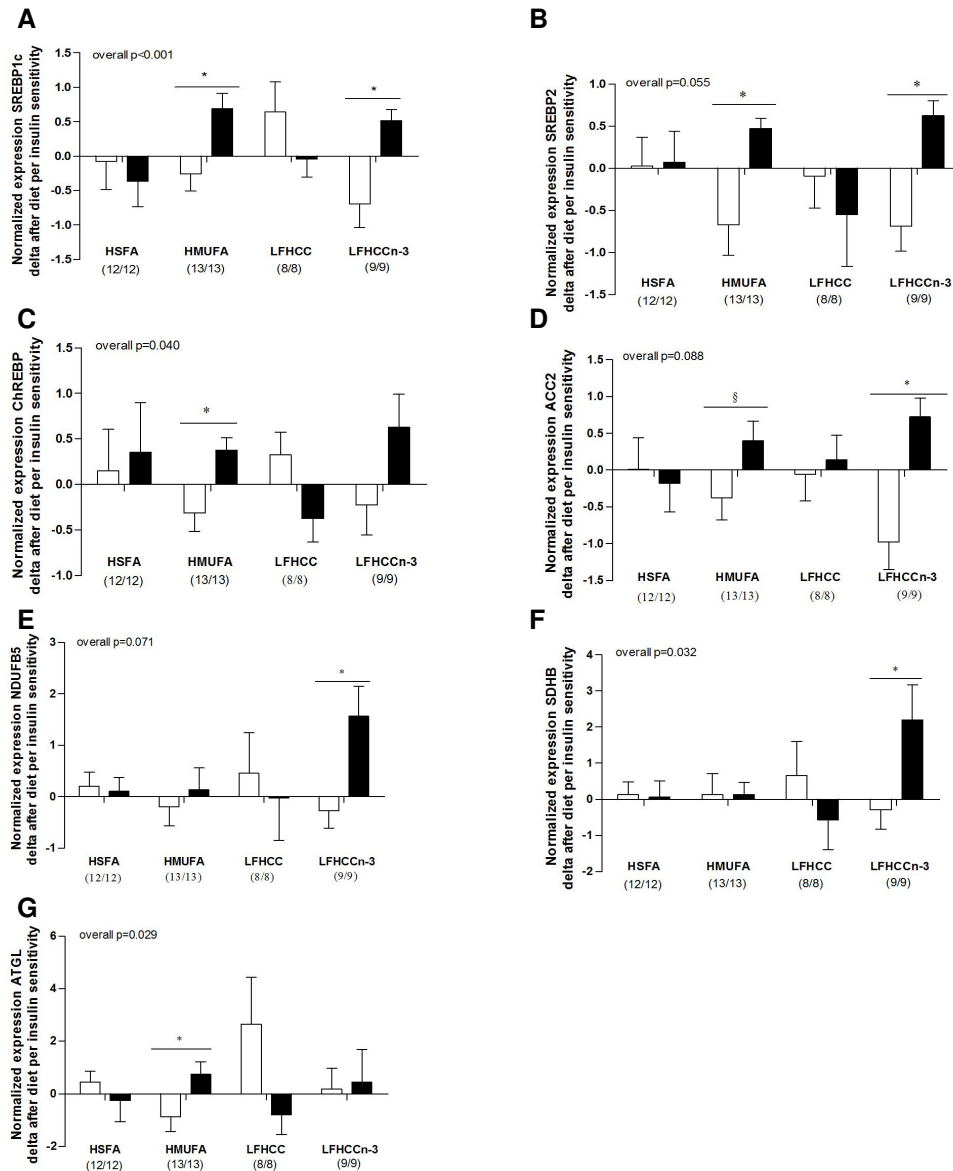 A
Normalized expression SREBP1c
delta after diet per insulin sensitivity
overall p<0.001
1.5
1.0
0.5
0.0
-0.5
-1.0
-1.5
*
*
HSFA HMUFA LFHCC LFHCCn-3
(12/12) (13/13) (8/8) (9/9)
B
Normalized expression SREBP2
delta after diet per insulin sensitivity
overall p=0.055
1.0
0.5
0.0
-0.5
-1.0
-1.5
*
*
HSFA HMUFA LFHCC LFHCCn-3
(12/12) (13/13) (8/8) (9/9)
C
Normalized expression ChREBP
delta after diet per insulin sensitivity
overall p=0.040
1.5
1.0
0.5
0.0
-0.5
-1.0
*
HSFA HMUFA LFHCC LFHCCn-3
(12/12) (13/13) (8/8) (9/9)
D
Normalized expression ACC2
delta after diet per insulin sensitivity
overall p=0.088
1.5
1.0
0.5
0.0
-0.5
-1.0
-1.5
§
*
HSFA HMUFA LFHCC LFHCCn-3
(12/12) (13/13) (8/8) (9/9)
E
Normalized expression NDUFB5
delta after diet per insulin sensitivity
overall p=0.071
3
2
1
0
-1
*
HSFA HMUFA LFHCC LFHCCn-3
(12/12) (13/13) (8/8) (9/9)
F
Normalized expression SDHB
delta after diet per insulin sensitivity
overall p=0.032
4
3
2
1
0
-1
-2
*
HSFA HMUFA LFHCC LFHCCn-3
(12/12) (13/13) (8/8) (9/9)
G
Normalized expression ATGL
delta after diet per insulin sensitivity
overall p=0.029
6
4
2
0
-2
*
HSFA HMUFA LFHCC LFHCCn-3
(12/12) (13/13) (8/8) (9/9)